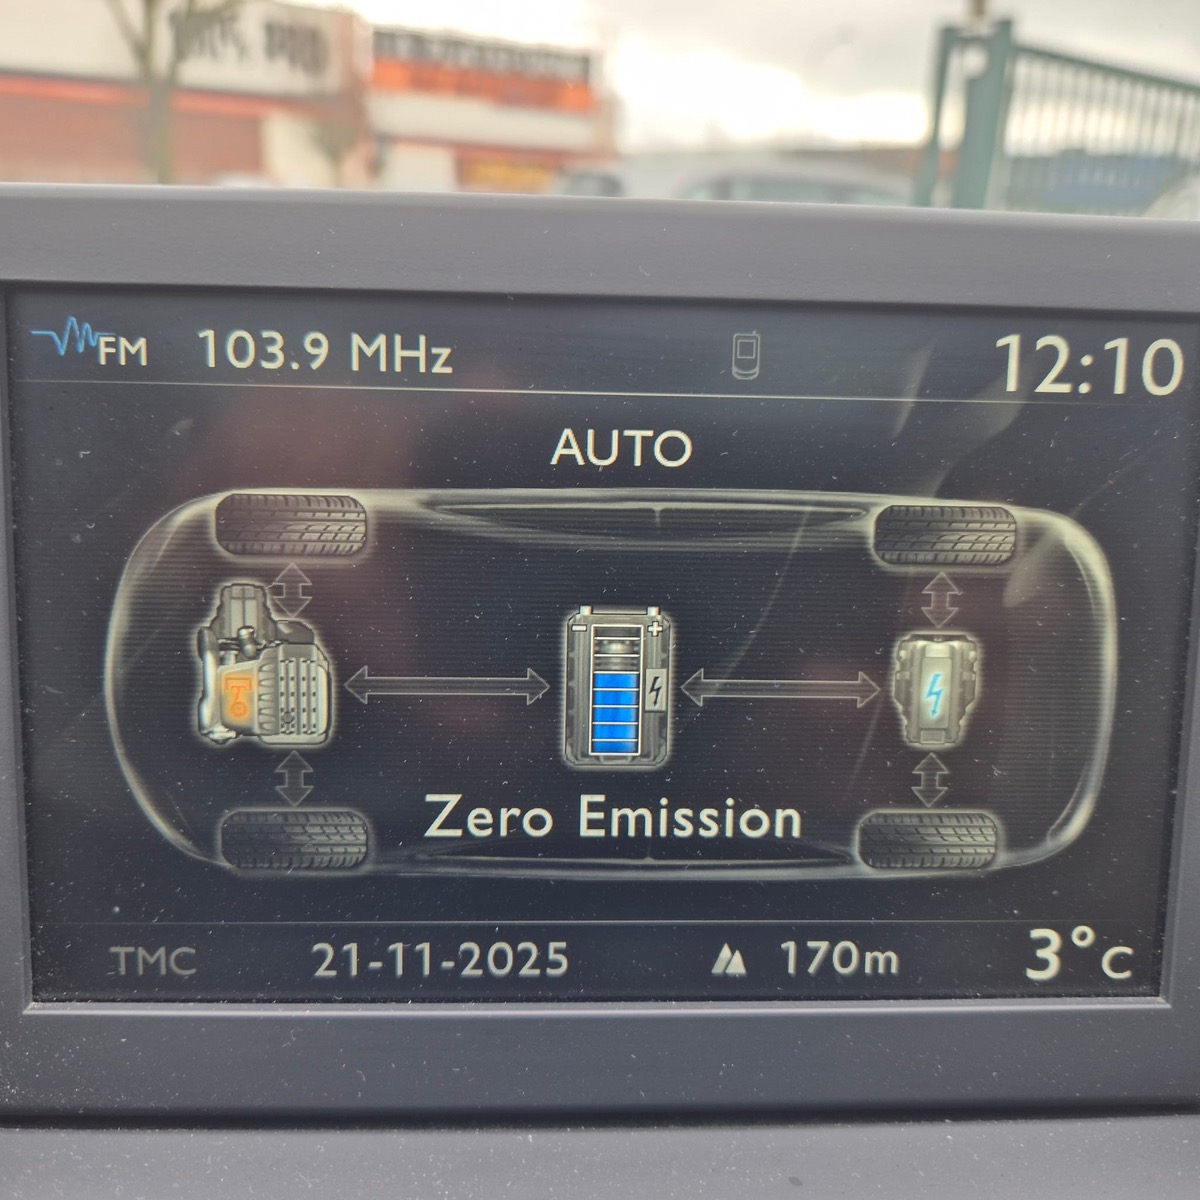 FM 103.9 MHz 12:10
AUTO
- +
Zero Emission
TMC 21-11-2025 170m 3°C